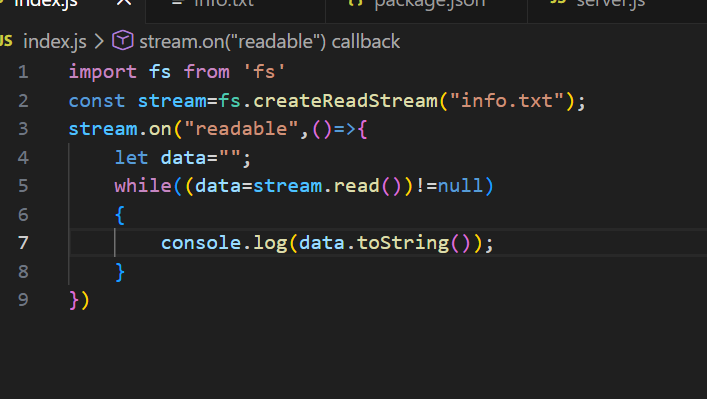 index.js info.txt package.json server.js
JS index.js > stream.on("readable") callback
1 import fs from 'fs'
2 const stream=fs.createReadStream("info.txt");
3 stream.on("readable",()=>{
4 let data="";
5 while((data=stream.read())!=null)
6 {
7 console.log(data.toString());
8 }
9 })